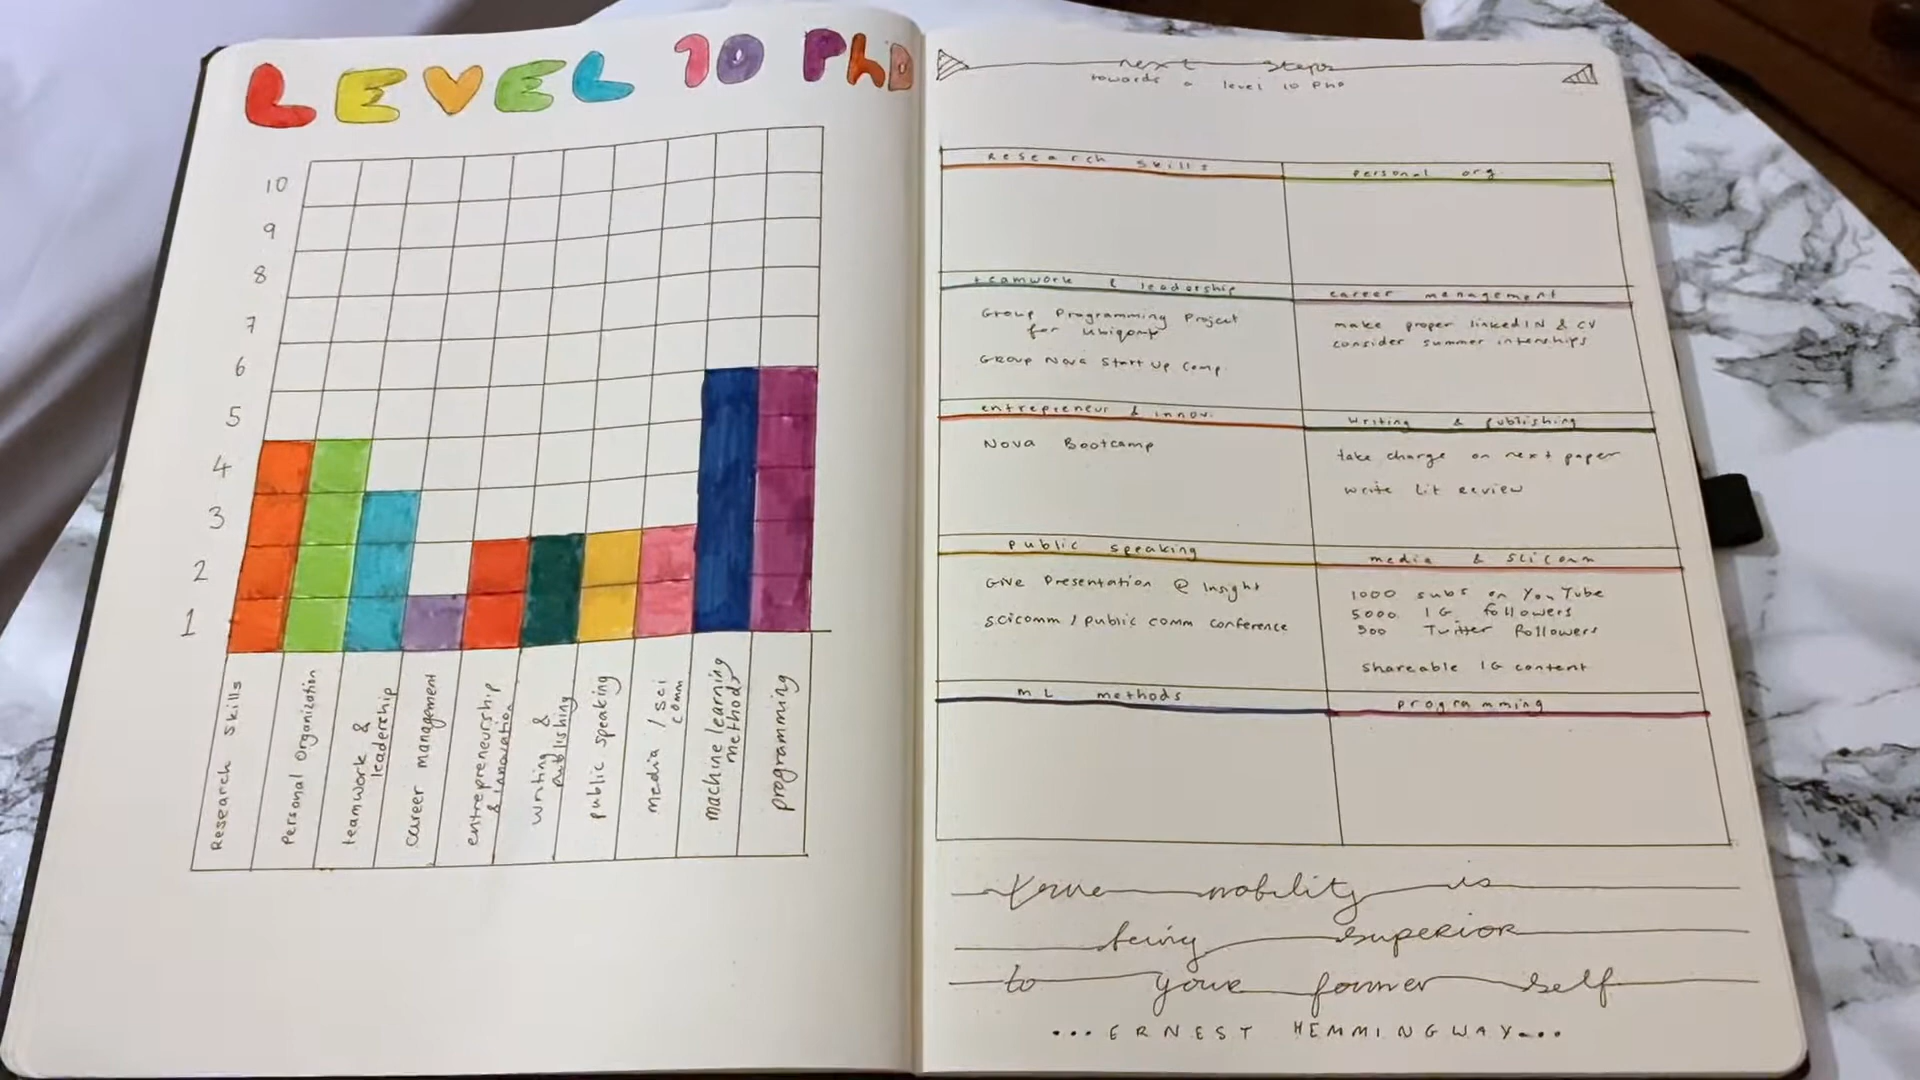 LEVEL 10 PhD
10
9
8
7
6
5
4
3
2
1
Research Skills
Personal Organization
teamwork &
leadership
career management
entrepreneurship
& innovation
writing &
publishing
public speaking
media / sci
comm
machine learning
methods
programming
next steps
towards a level 10 PhD
Research skills
personal org
teamwork & leadership
career management
Group Programming Project
for
Group Nova Start Up Comp
make proper linkedIN & CV
consider summer internships
entrepreneur & innov.
writing & publishing
Nova Bootcamp
take charge on next paper
write lit review
public speaking
media & scicomm
Give Presentation @ Insight
scicomm / public comm conference
1000 subs on YouTube
5000 IG followers
500 Twitter followers
shareable IG content
ML methods
programming
true nobility is
being superior
to your former self
... ERNEST HEMMINGWAY...